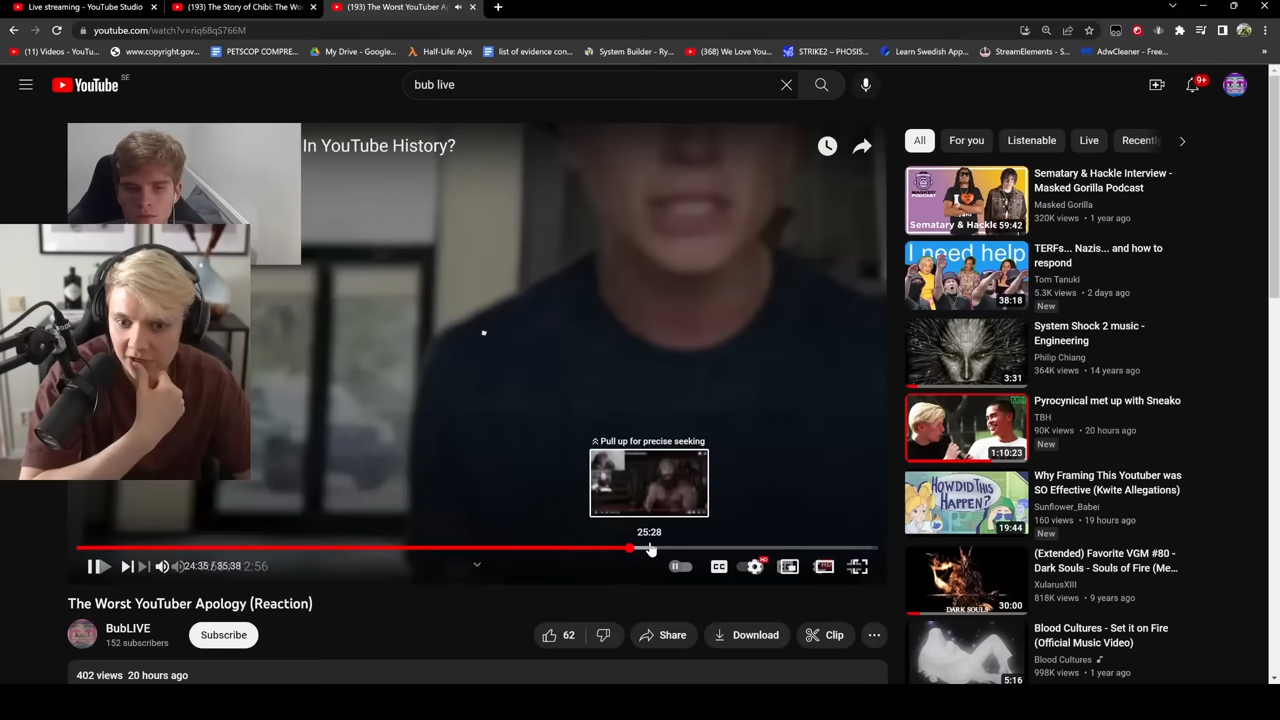 Live streaming - YouTube Studio
(193) The Story of Chibi: The Wo
(193) The Worst YouTuber A
youtube.com/watch?v=riq68qS766M
(11) Videos - YouTu...
www.copyright.gov...
PETSCOP COMPRE...
My Drive - Google...
Half-Life: Alyx
list of evidence con...
System Builder - Ry...
(368) We Love You...
STRIKE2 – PHOSIS...
Learn Swedish App...
StreamElements - S...
AdwCleaner - Free...
YouTube SE
bub live
9+
In YouTube History?
All
For you
Listenable
Live
Recently
Sematary & Hackle Interview -
Masked Gorilla Podcast
Masked Gorilla
320K views • 1 year ago
59:42
I need help
TERFs... Nazis... and how to
respond
Tom Tanuki
5.3K views • 2 days ago
New
38:18
System Shock 2 music -
Engineering
Philip Chiang
364K views • 14 years ago
3:31
Pyrocynical met up with Sneako
TBH
90K views • 20 hours ago
New
1:10:23
HOW DID THIS
HAPPEN?
Why Framing This Youtuber was
SO Effective (Kwite Allegations)
Sunflower_Babei
160 views • 19 hours ago
New
19:44
DARK SOULS
(Extended) Favorite VGM #80 -
Dark Souls - Souls of Fire (Me...
XularusXIII
818K views • 9 years ago
30:00
Blood Cultures - Set it on Fire
(Official Music Video)
Blood Cultures
998K views • 1 year ago
5:16
Pull up for precise seeking
25:28
24:35 / 35:38
2:56
CC
HD
The Worst YouTuber Apology (Reaction)
BubLIVE
152 subscribers
Subscribe
62
Share
Download
Clip
402 views 20 hours ago